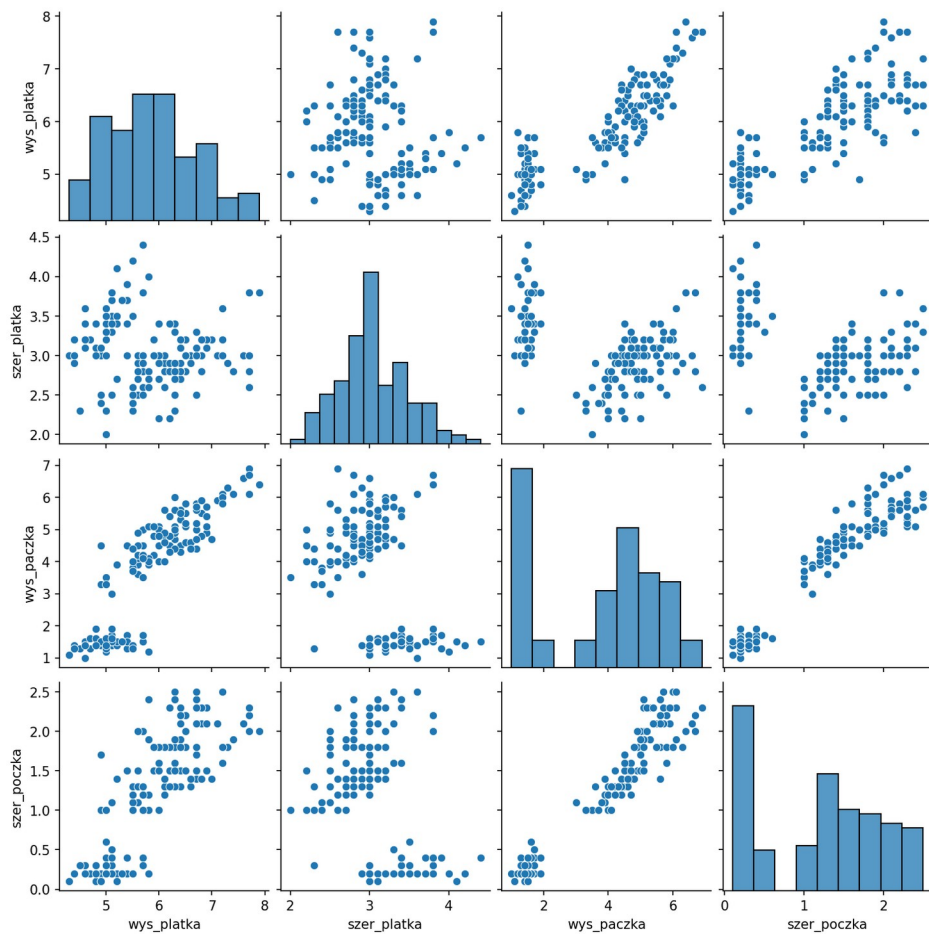 8
7
6
5
wys_platka
4.5
4.0
3.5
3.0
2.5
2.0
szer_platka
7
6
5
4
3
2
1
wys_paczka
2.5
2.0
1.5
1.0
0.5
0.0
szer_poczka
5 6 7 8
2 3 4
2 4 6
0 1 2
wys_platka szer_platka wys_paczka szer_poczka